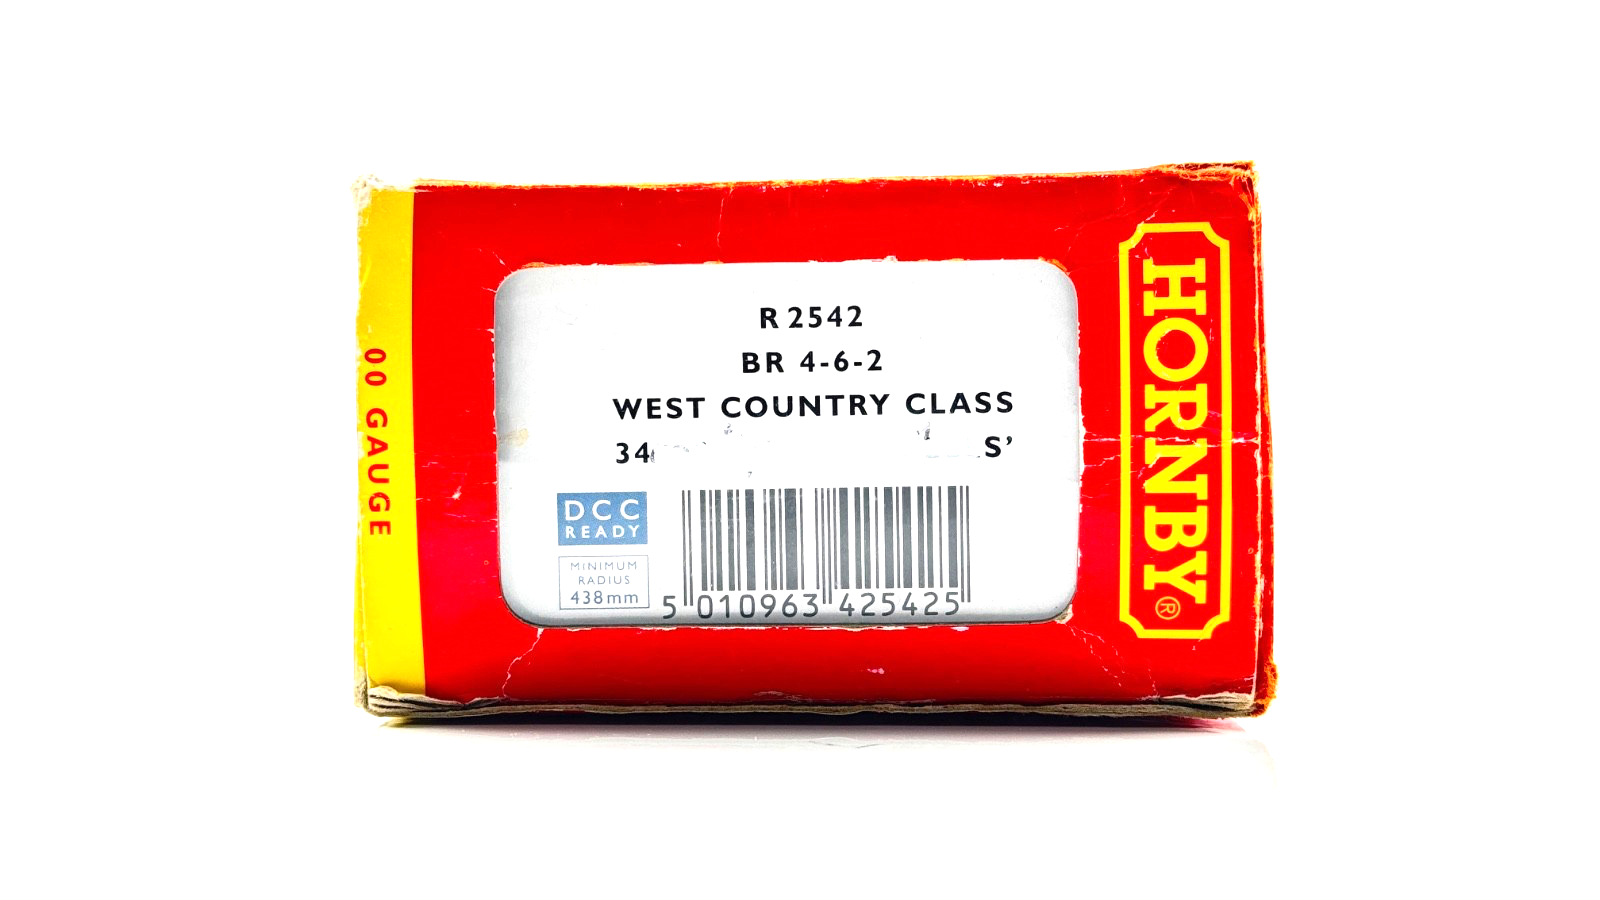 R 2542
BR 4-6-2
WEST COUNTRY CLASS
34 S’
DCC
READY
MINIMUM
RADIUS
438mm
5 010963 425425
00 GAUGE
HORNBY®